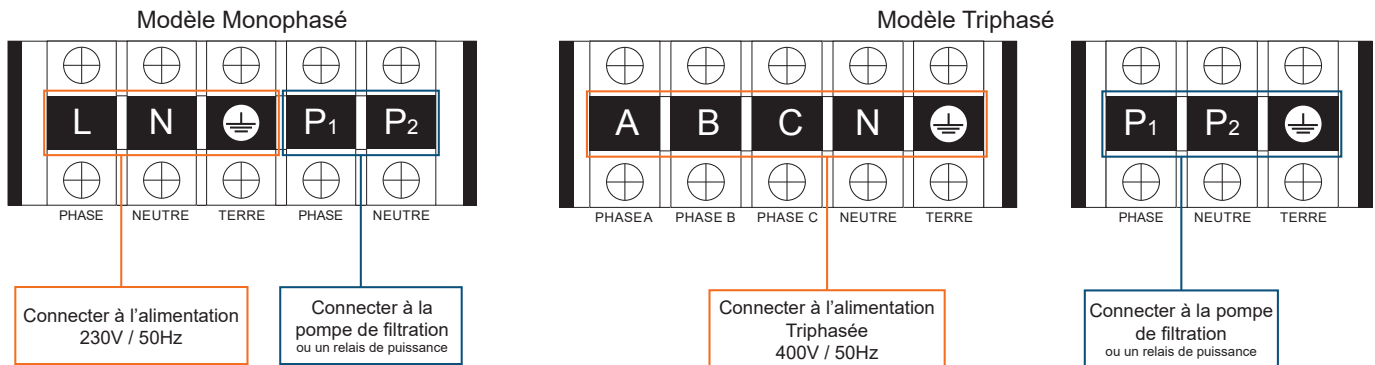 Modèle Monophasé
L N P1 P2
PHASE NEUTRE TERRE PHASE NEUTRE
Connecter à l'alimentation
230V / 50Hz
Connecter à la
pompe de filtration
ou un relais de puissance
Modèle Triphasé
A B C N
PHASE A PHASE B PHASE C NEUTRE TERRE
Connecter à l'alimentation
Triphasée
400V / 50Hz
P1 P2
PHASE NEUTRE TERRE
Connecter à la pompe
de filtration
ou un relais de puissance